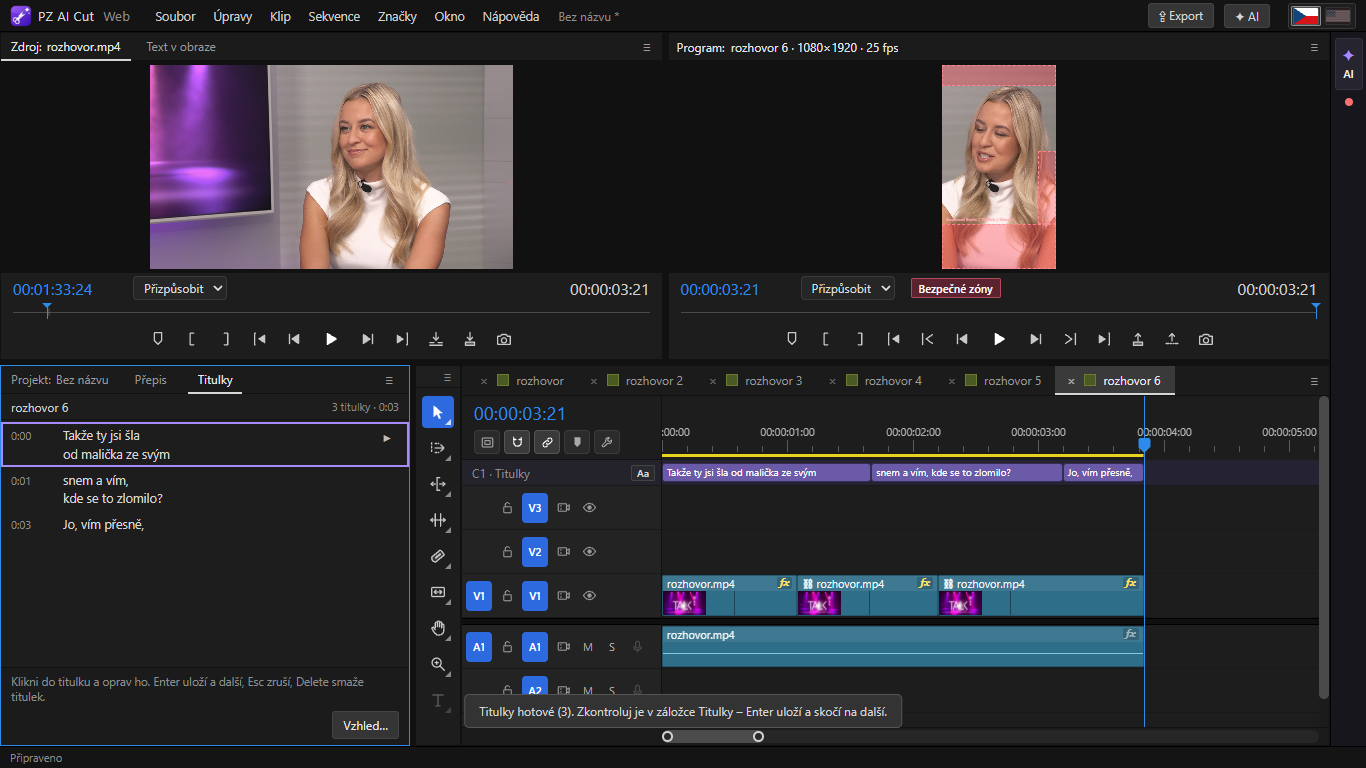 PZ AI Cut Web Soubor Úpravy Klip Sekvence Značky Okno Nápověda Bez názvu * Export AI
Zdroj: rozhovor.mp4 Text v obraze
Program: rozhovor 6 · 1080×1920 · 25 fps
AI
00:01:33:24 Přizpůsobit 00:00:03:21
00:00:03:21 Přizpůsobit Bezpečné zóny 00:00:03:21
Projekt: Bez názvu Přepis Titulky
rozhovor 6 3 titulky · 0:03
0:00 Takže ty jsi šla
od malička ze svým
0:01 snem a vím,
kde se to zlomilo?
0:03 Jo, vím přesně,
Klikni do titulku a oprav ho. Enter uloží a další, Esc zruší, Delete smaže
titulek.
Vzhled...
rozhovor rozhovor 2 rozhovor 3 rozhovor 4 rozhovor 5 rozhovor 6
00:00:03:21
:00:00 00:00:01:00 00:00:02:00 00:00:03:00 00:00:04:00 00:00:05:00
C1 · Titulky Aa Takže ty jsi šla od malička ze svým snem a vím, kde se to zlomilo? Jo, vím přesně,
V3
V2
V1 V1 rozhovor.mp4 fx rozhovor.mp4 fx rozhovor.mp4 fx
TALK TALK TALK
A1 A1 M S rozhovor.mp4 fx
A2 M S
Titulky hotové (3). Zkontroluj je v záložce Titulky – Enter uloží a skočí na další.
Připraveno